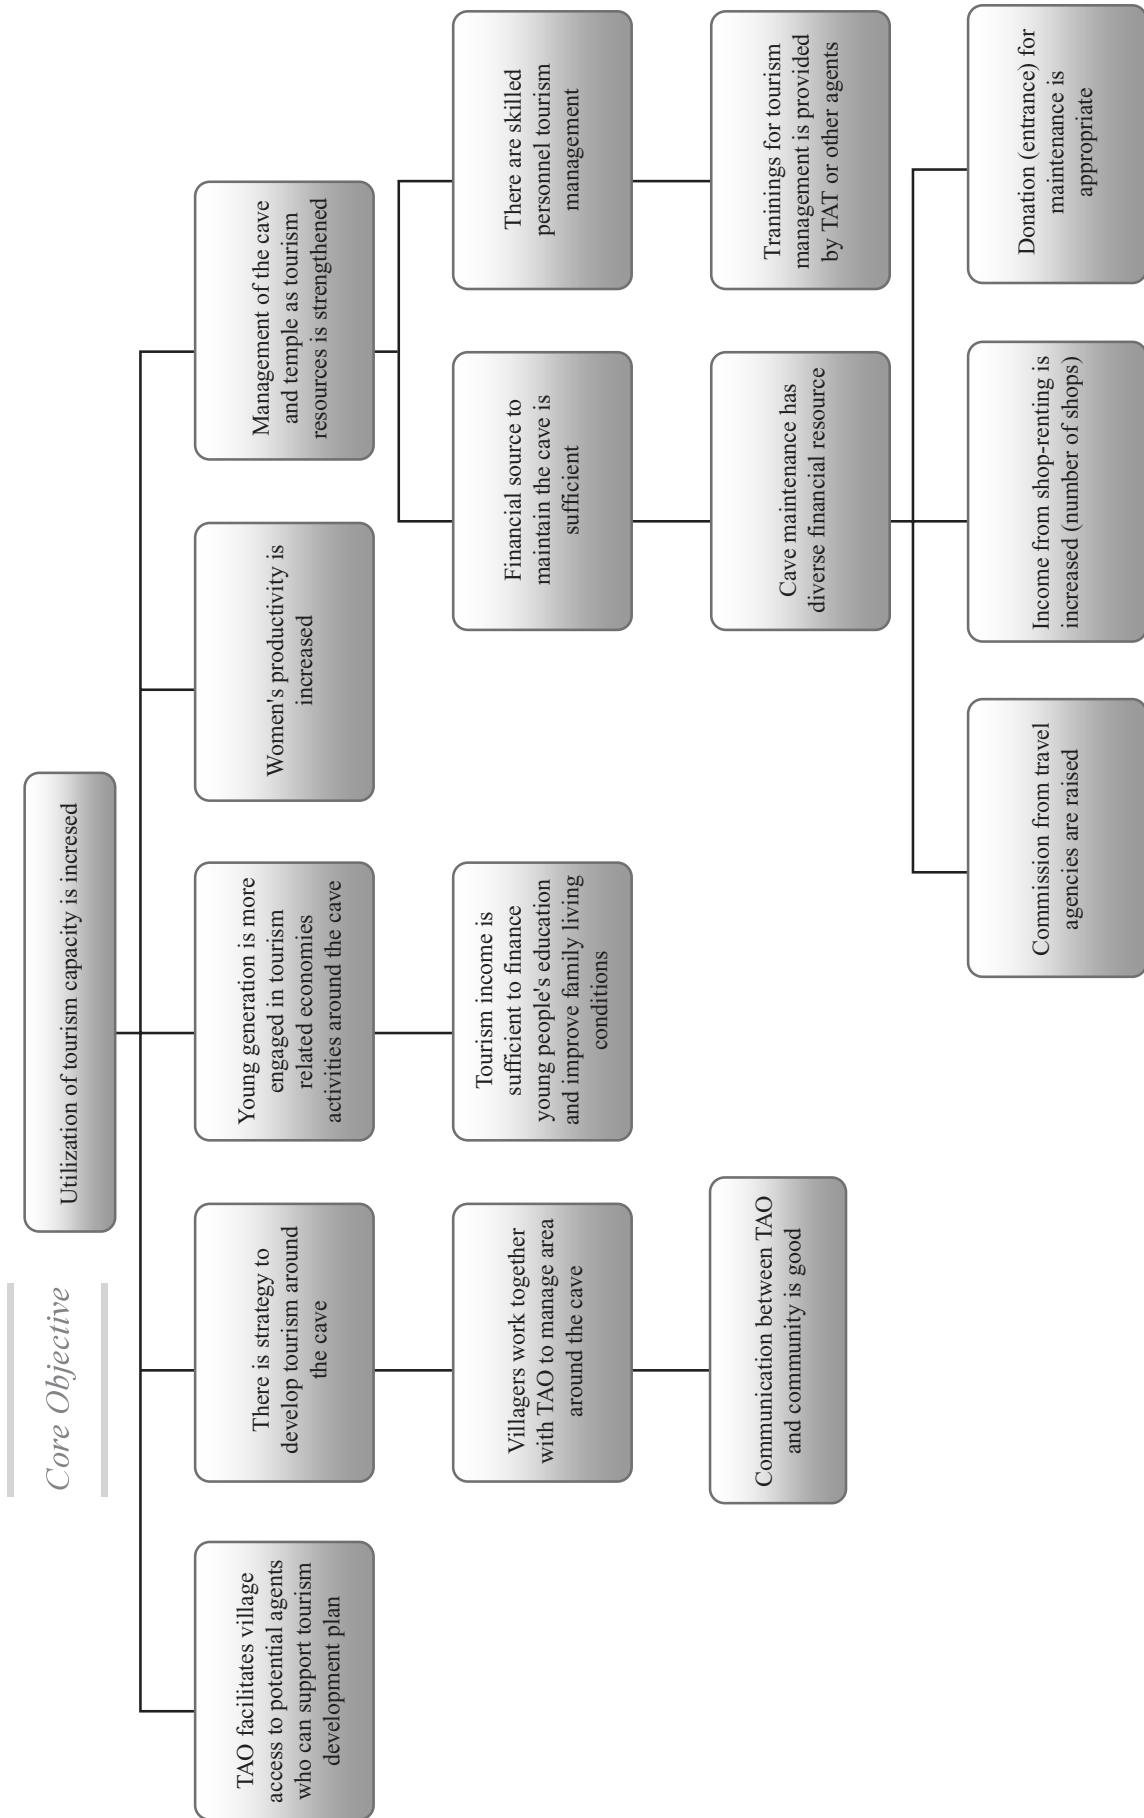 Core Objective
Utilization of tourism capacity is incresed
TAO facilitates village
access to potential agents
who can support tourism
development plan
There is strategy to
develop tourism around
the cave
Young generation is more
engaged in tourism
related economies
activities around the cave
Women's productivity is
increased
Management of the cave
and temple as tourism
resources is strengthened
Villagers work together
with TAO to manage area
around the cave
Tourism income is
sufficient to finance
young people's education
and improve family living
conditions
Financial source to
maintain the cave is
sufficient
There are skilled
personnel tourism
management
Communication between TAO
and community is good
Cave maintenance has
diverse financial resource
Traninings for tourism
management is provided
by TAT or other agents
Commission from travel
agencies are raised
Income from shop-renting is
increased (number of shops)
Donation (entrance) for
maintenance is
appropriate